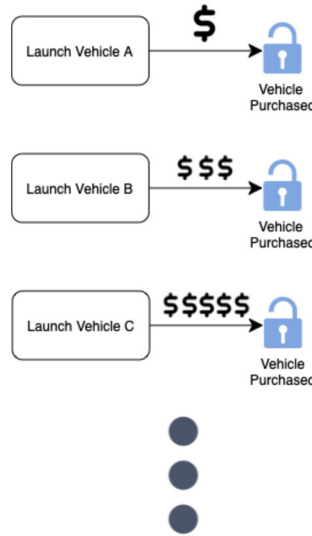 $
Launch Vehicle A
Vehicle
Purchased
$$$
Launch Vehicle B
Vehicle
Purchased
$$$$$
Launch Vehicle C
Vehicle
Purchased